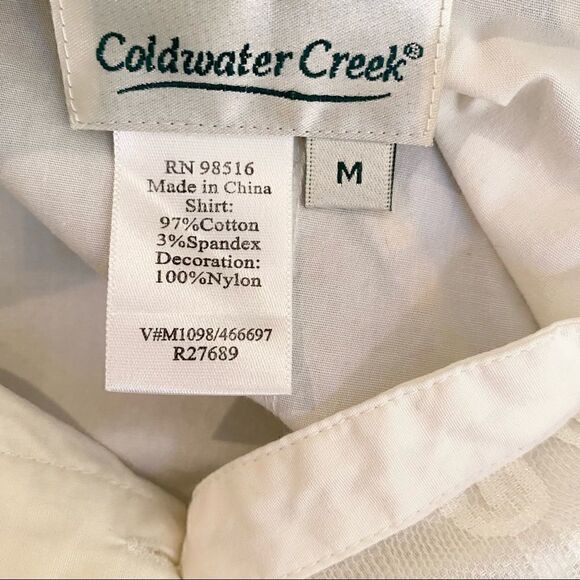 Coldwater Creek®
RN 98516
Made in China
Shirt:
97%Cotton
3%Spandex
Decoration:
100%Nylon
V#M1098/466697
R27689
M